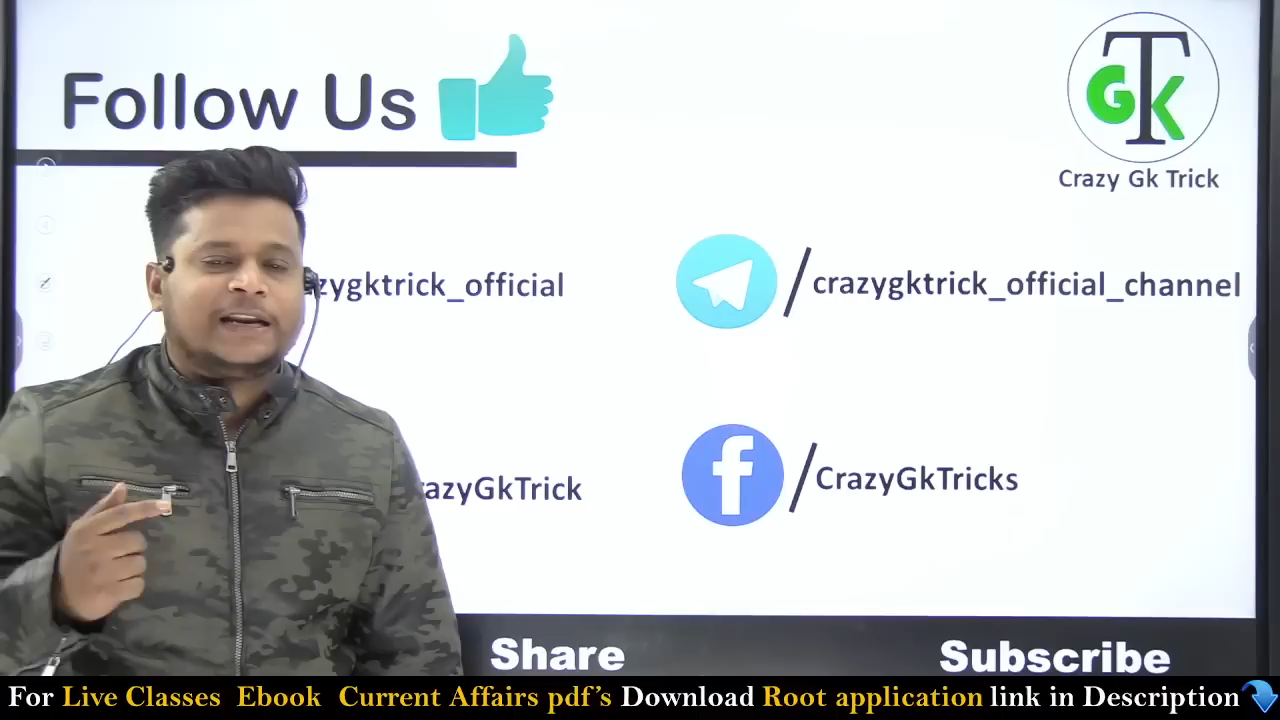 Follow Us
GTK
Crazy Gk Trick
zygktrick_official
/crazygktrick_official_channel
azyGkTrick
/CrazyGkTricks
Share
Subscribe
For Live Classes Ebook Current Affairs pdf’s Download Root application link in Description